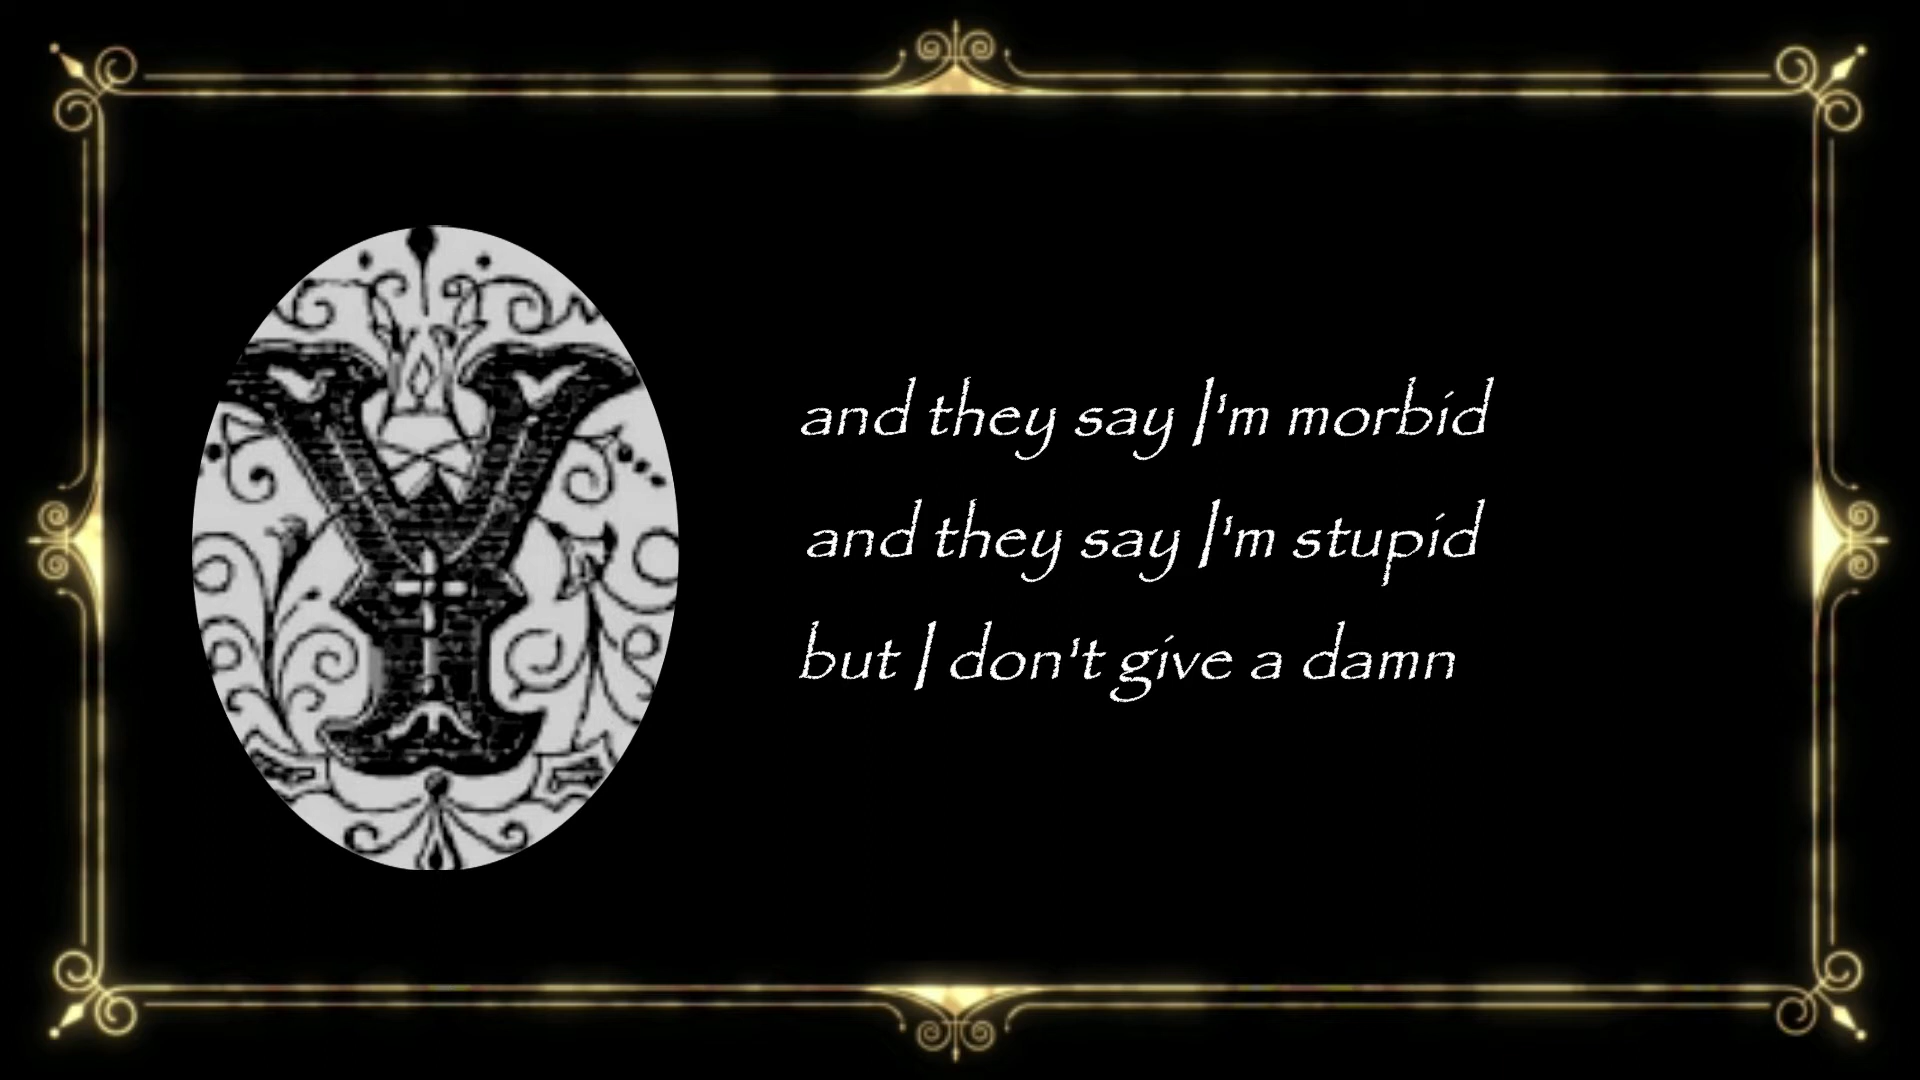 Y
and they say I'm morbid
and they say I'm stupid
but I don't give a damn